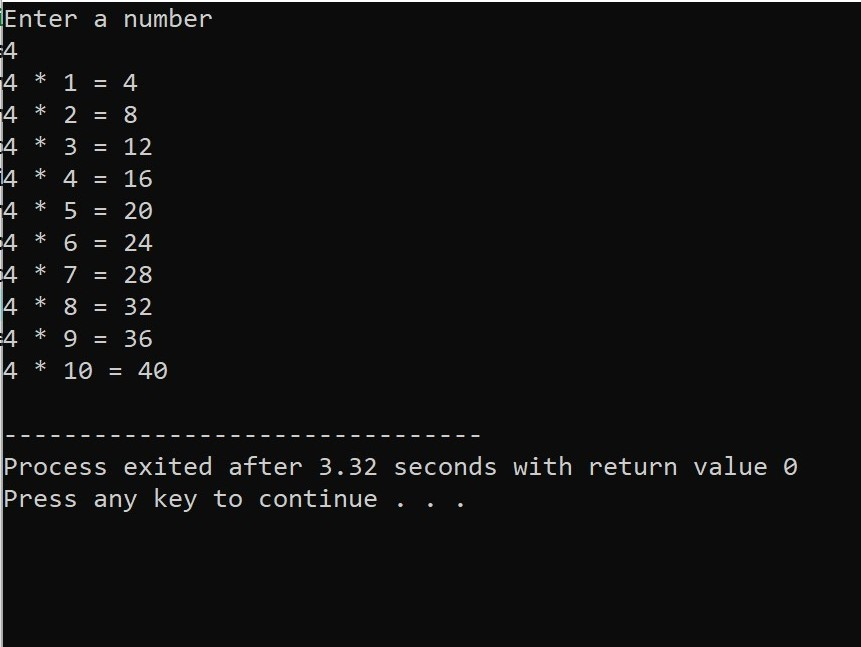 Enter a number
4
4 * 1 = 4
4 * 2 = 8
4 * 3 = 12
4 * 4 = 16
4 * 5 = 20
4 * 6 = 24
4 * 7 = 28
4 * 8 = 32
4 * 9 = 36
4 * 10 = 40

--------------------------------
Process exited after 3.32 seconds with return value 0
Press any key to continue . . .